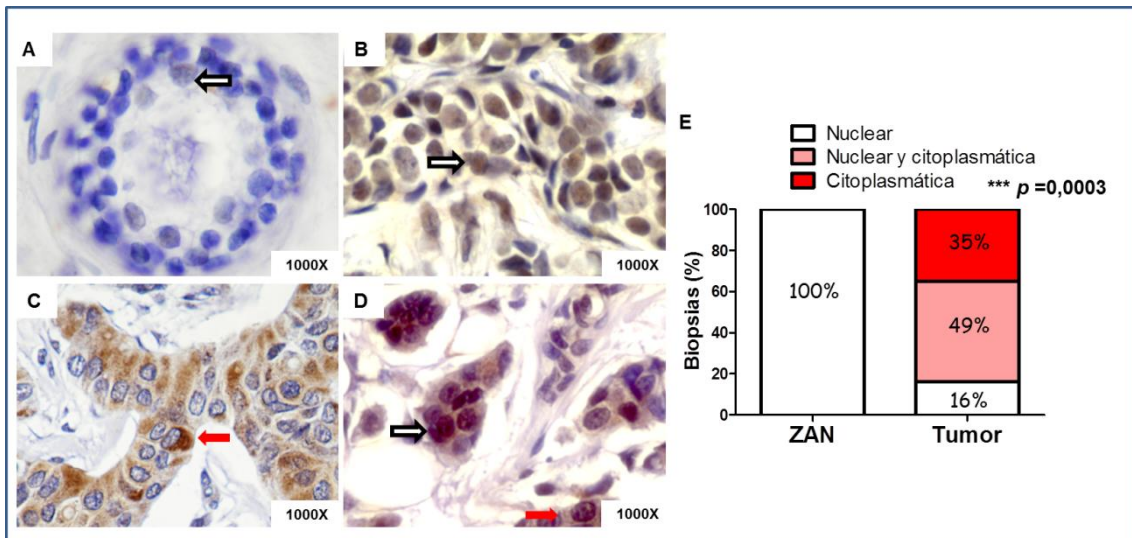 A
1000X
B
1000X
C
1000X
D
1000X
E
Nuclear
Nuclear y citoplasmática
Citoplasmática
*** p =0,0003
Biopsias (%)
100
80
60
40
20
0
100%
35%
49%
16%
ZAN
Tumor